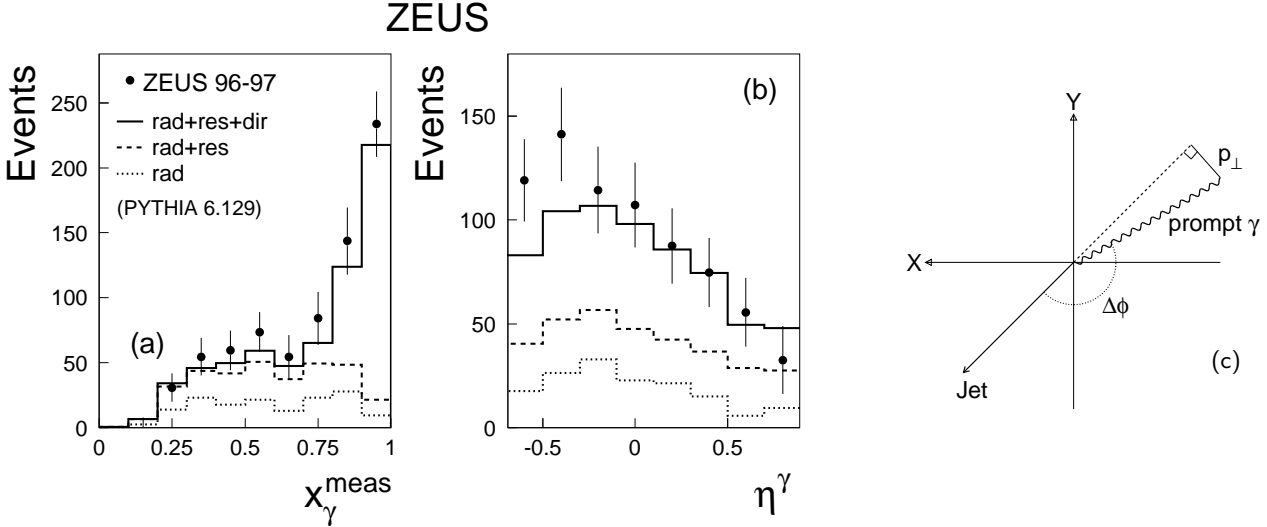 ZEUS
Events
ZEUS 96-97
rad+res+dir
rad+res
rad
(PYTHIA 6.129)
(a)
0
50
100
150
200
250
0
0.25
0.5
0.75
1
xγmeas
Events
(b)
0
50
100
150
-0.5
0
0.5
ηγ
Y
X
p⊥
prompt γ
Δϕ
Jet
(c)